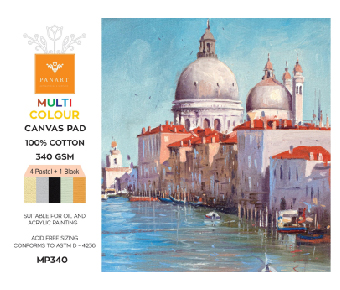 PANART
MULTI
COLOUR
CANVAS PAD
100% COTTON
340 GSM
4 Pastel + 1 Black
SUITABLE FOR OIL AND
ACRYLIC PAINTING
ACID FREE SIZING
CONFORMS TO ASTM D - 4236
MP340